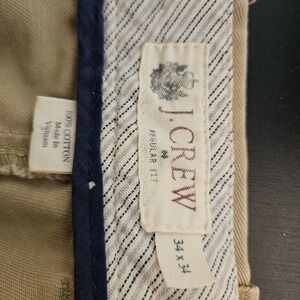 J.CREW
REGULAR FIT
34 x 34
100% COTTON
Made in
Vietnam